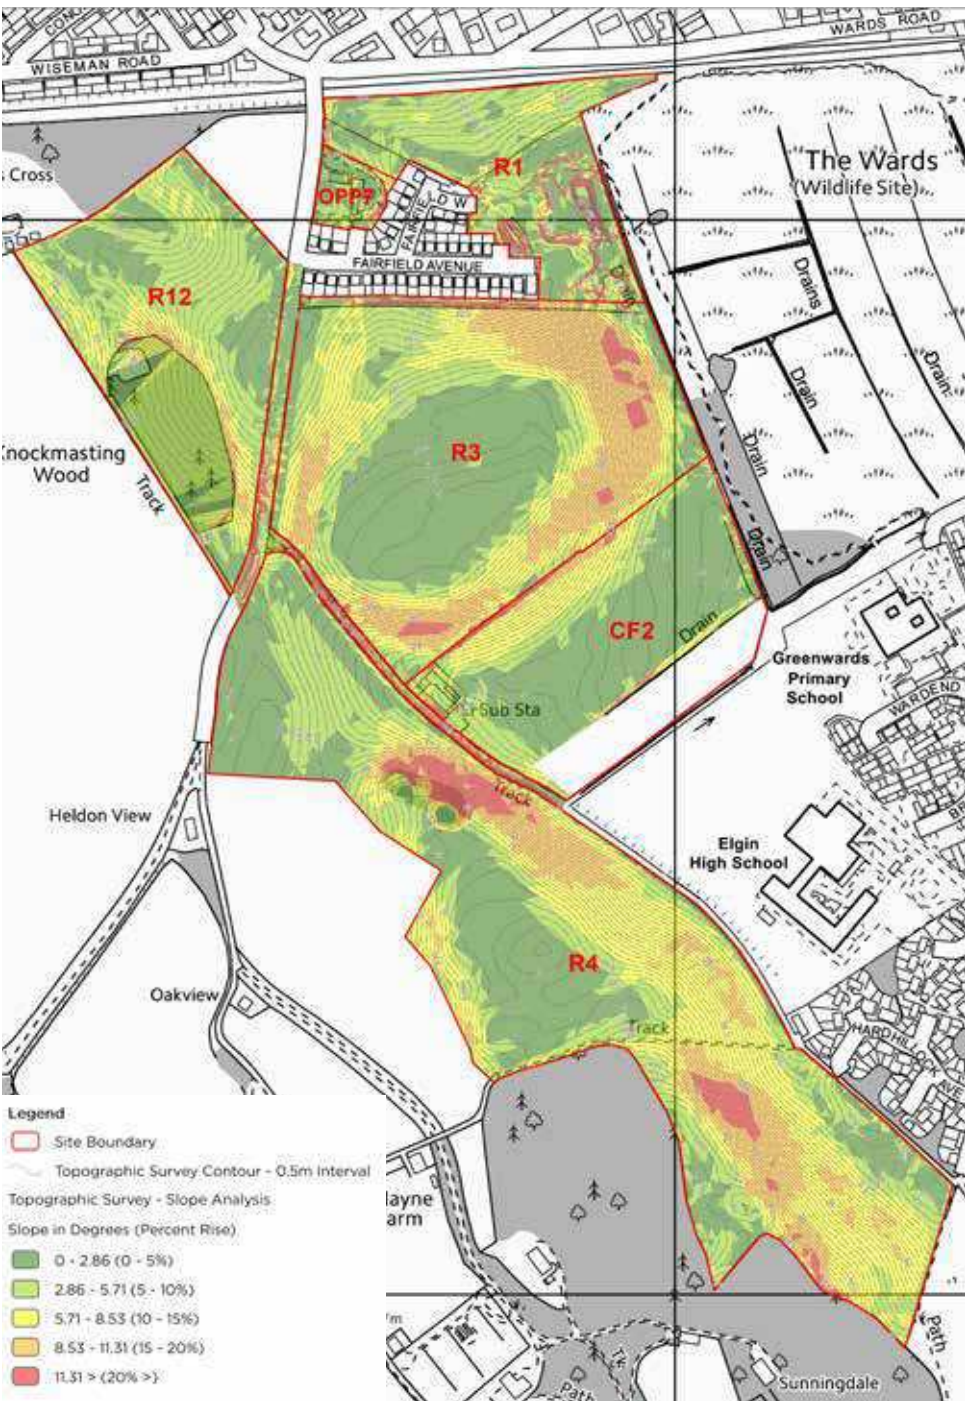 WISEMAN ROAD
WARDS ROAD
Cross
R1
The Wards
(Wildlife Site)
OPP7
FAIRFIELD AVENUE
Drain
Drains
Drain
Drain
R12
R3
Knockmasting
Wood
Track
Drain
Drain
CF2
Drain
Greenwards
Primary
School
WARDEND
Sub Sta
Track
Heldon View
Elgin
High School
R4
Oakview
Track
HARDHILLOCK AVE
Legend
Site Boundary
Topographic Survey Contour - 0.5m Interval
Topographic Survey - Slope Analysis
Slope in Degrees (Percent Rise)
0 - 2.86 (0 - 5%)
2.86 - 5.71 (5 - 10%)
5.71 - 8.53 (10 - 15%)
8.53 - 11.31 (15 - 20%)
11.31 > (20% >)
Path
Path
Sunningdale